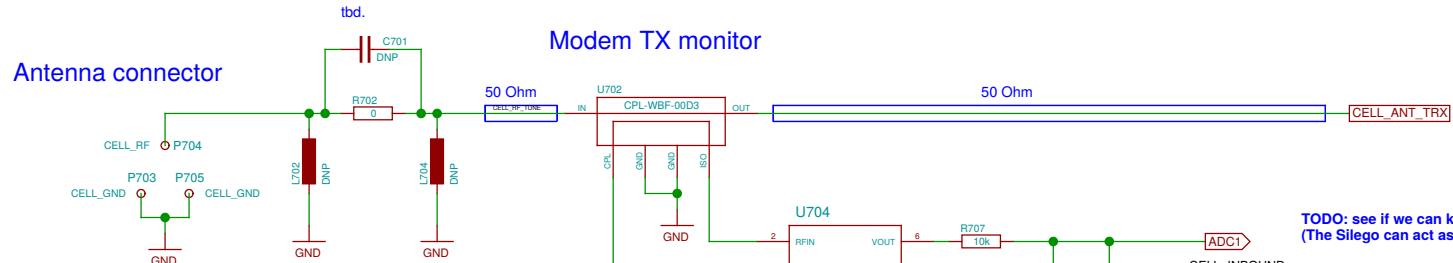 tbd.
C701
DNP
Modem TX monitor
Antenna connector
R702
0
50 Ohm
CELL_RF_TUNE
IN
U702
CPL-WBF-00D3
OUT
50 Ohm
CELL_ANT_TRX
CELL_RF
P704
L702
DNP
L704
DNP
CPL
GND
GND
ISO
P703
P705
CELL_GND
CELL_GND
GND
GND
GND
GND
U704
2
RFIN
VOUT
6
R707
10k
ADC1
TODO: see if we can k
(The Silego can act as
CELL_INBOUND